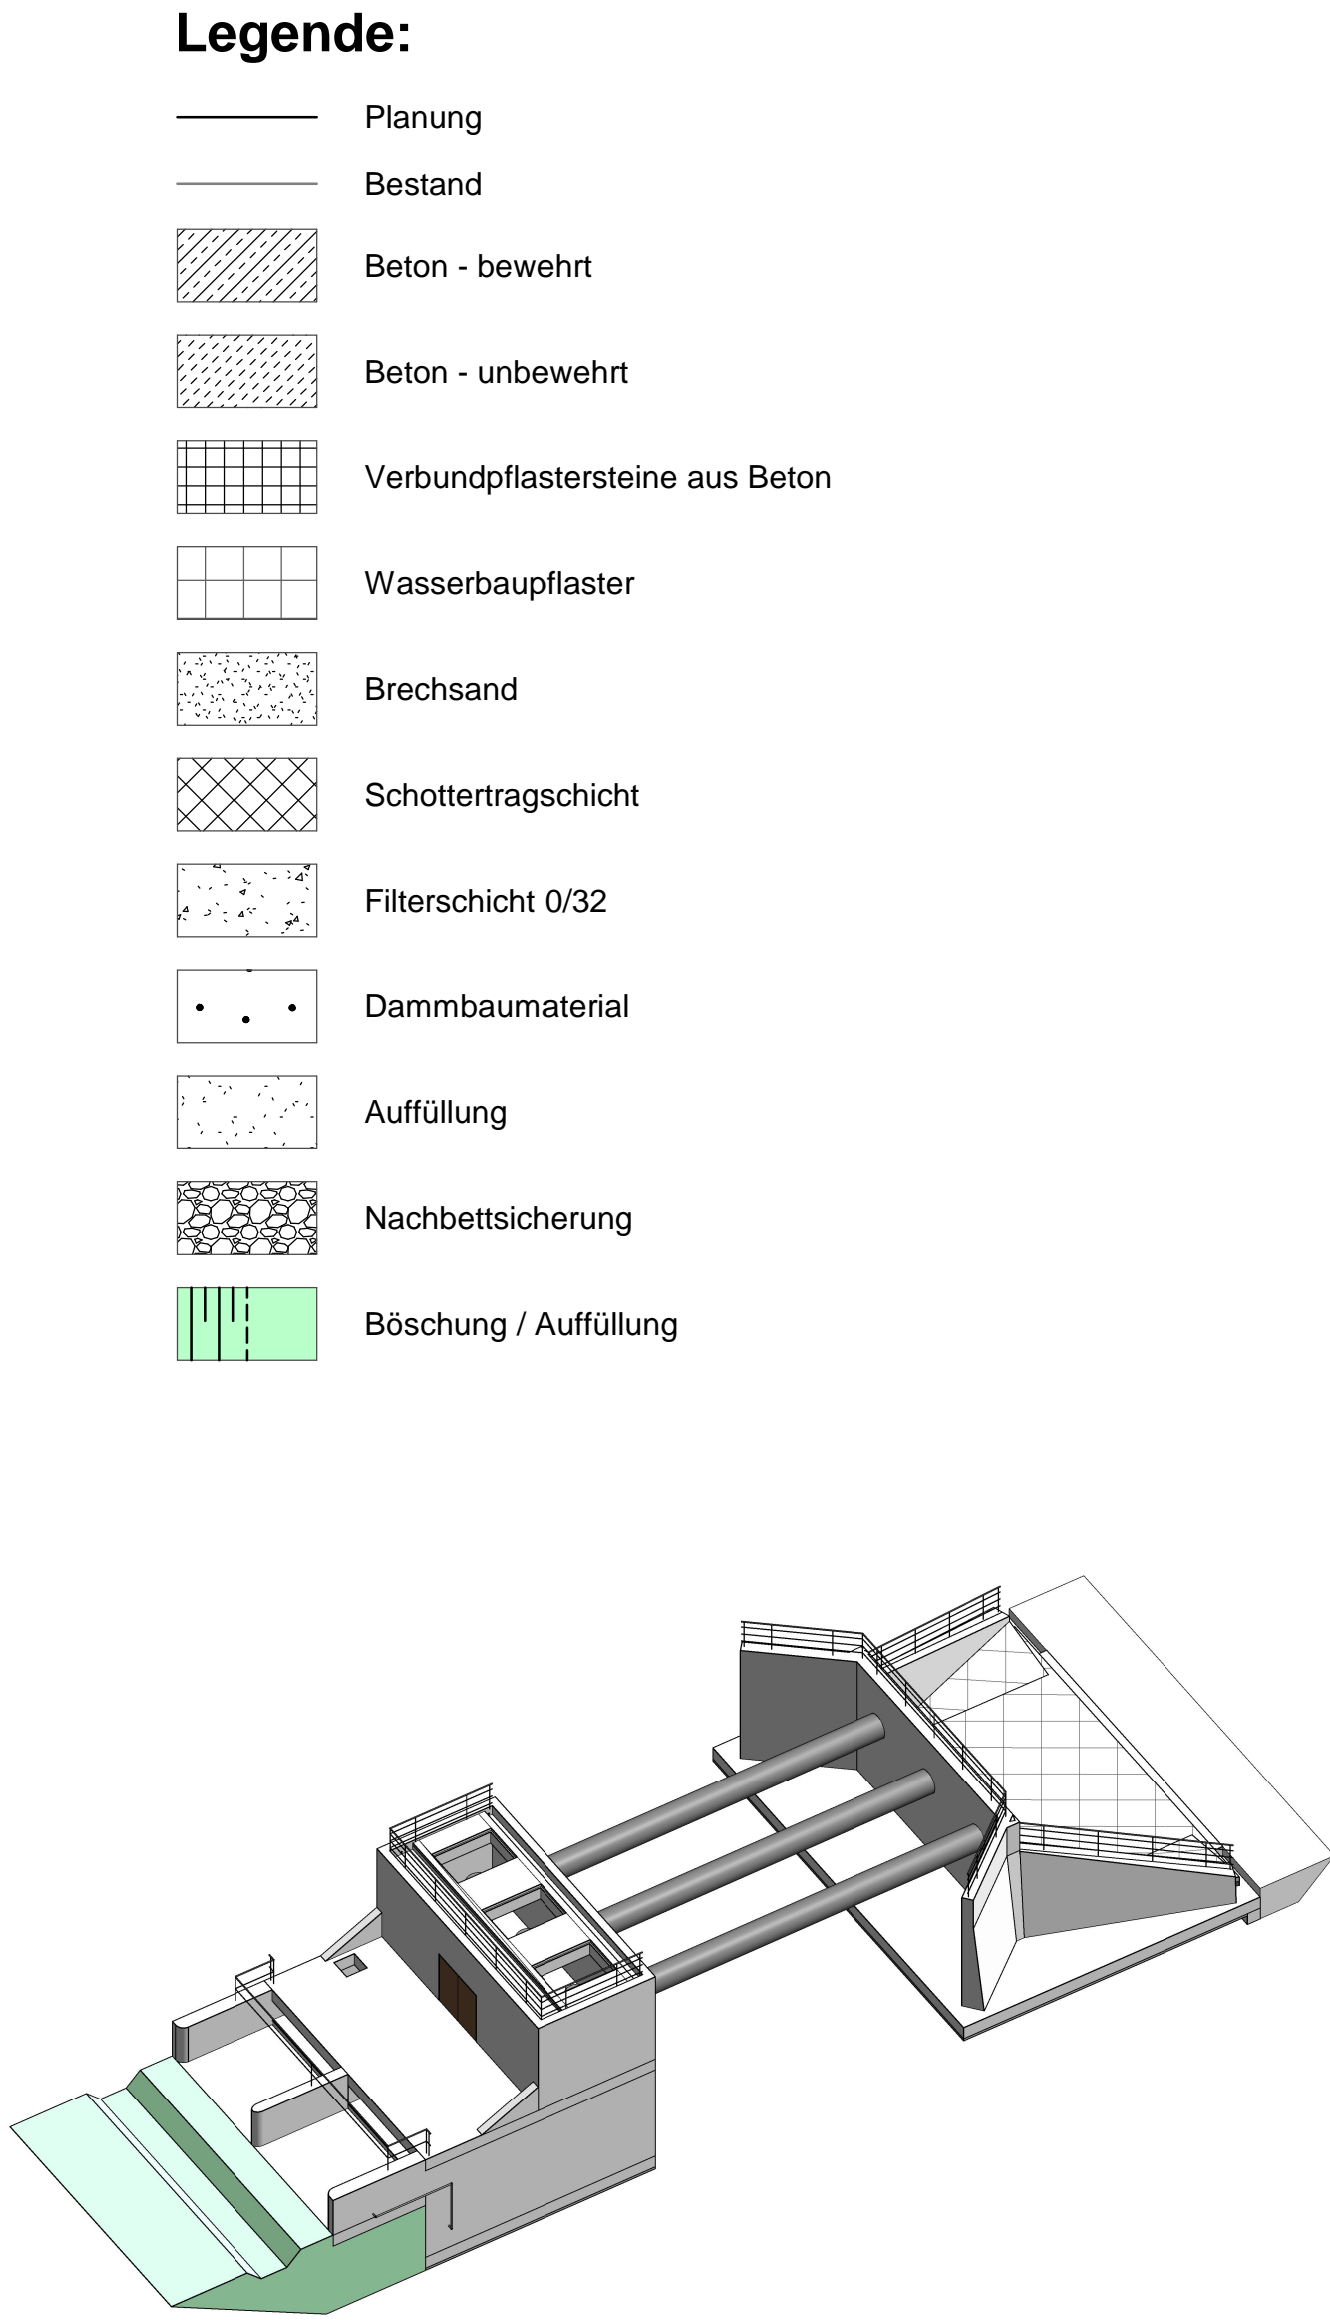 Legende:
Planung
Bestand
Beton - bewehrt
Beton - unbewehrt
Verbundpflastersteine aus Beton
Wasserbaupflaster
Brechsand
Schottertragschicht
Filterschicht 0/32
Dammbaumaterial
Auffüllung
Nachbettsicherung
Böschung / Auffüllung